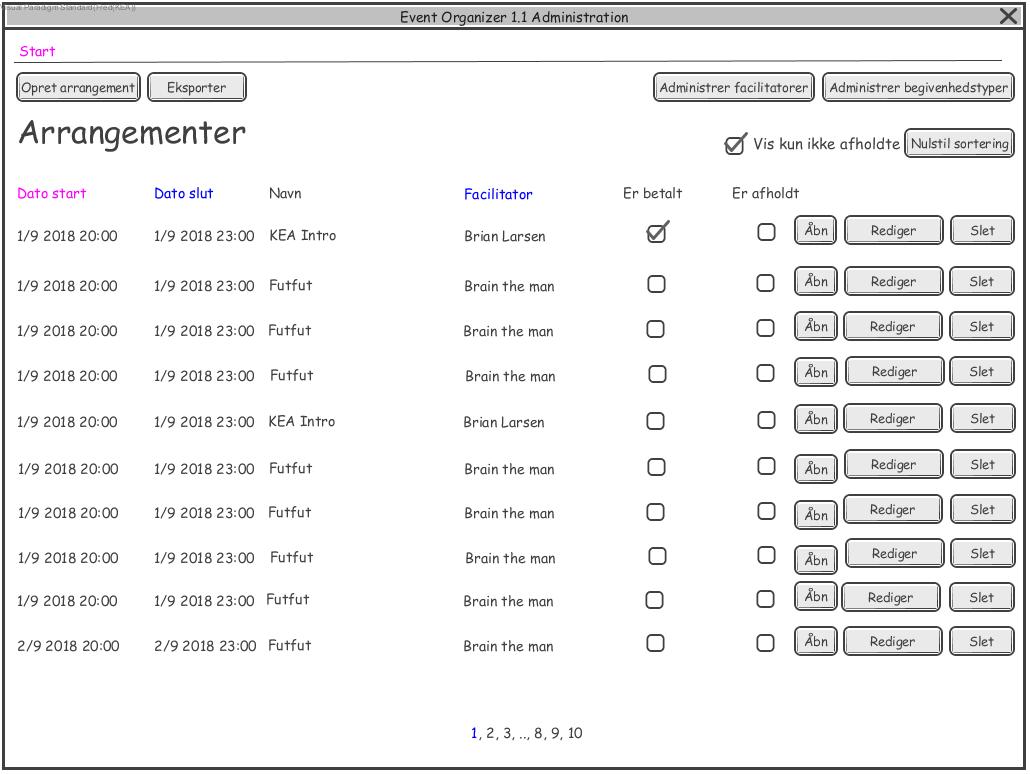 Visual Paradigm Standard(Fred(KEA))
Event Organizer 1.1 Administration
Start
Opret arrangement Eksporter Administrer facilitatorer Administrer begivenhedstyper
Arrangementer
Vis kun ikke afholdte Nulstil sortering
Dato start Dato slut Navn Facilitator Er betalt Er afholdt
1/9 2018 20:00 1/9 2018 23:00 KEA Intro Brian Larsen Åbn Rediger Slet
1/9 2018 20:00 1/9 2018 23:00 Futfut Brain the man Åbn Rediger Slet
1/9 2018 20:00 1/9 2018 23:00 Futfut Brain the man Åbn Rediger Slet
1/9 2018 20:00 1/9 2018 23:00 Futfut Brain the man Åbn Rediger Slet
1/9 2018 20:00 1/9 2018 23:00 KEA Intro Brian Larsen Åbn Rediger Slet
1/9 2018 20:00 1/9 2018 23:00 Futfut Brain the man Åbn Rediger Slet
1/9 2018 20:00 1/9 2018 23:00 Futfut Brain the man Åbn Rediger Slet
1/9 2018 20:00 1/9 2018 23:00 Futfut Brain the man Åbn Rediger Slet
1/9 2018 20:00 1/9 2018 23:00 Futfut Brain the man Åbn Rediger Slet
2/9 2018 20:00 2/9 2018 23:00 Futfut Brain the man Åbn Rediger Slet
1, 2, 3, .., 8, 9, 10